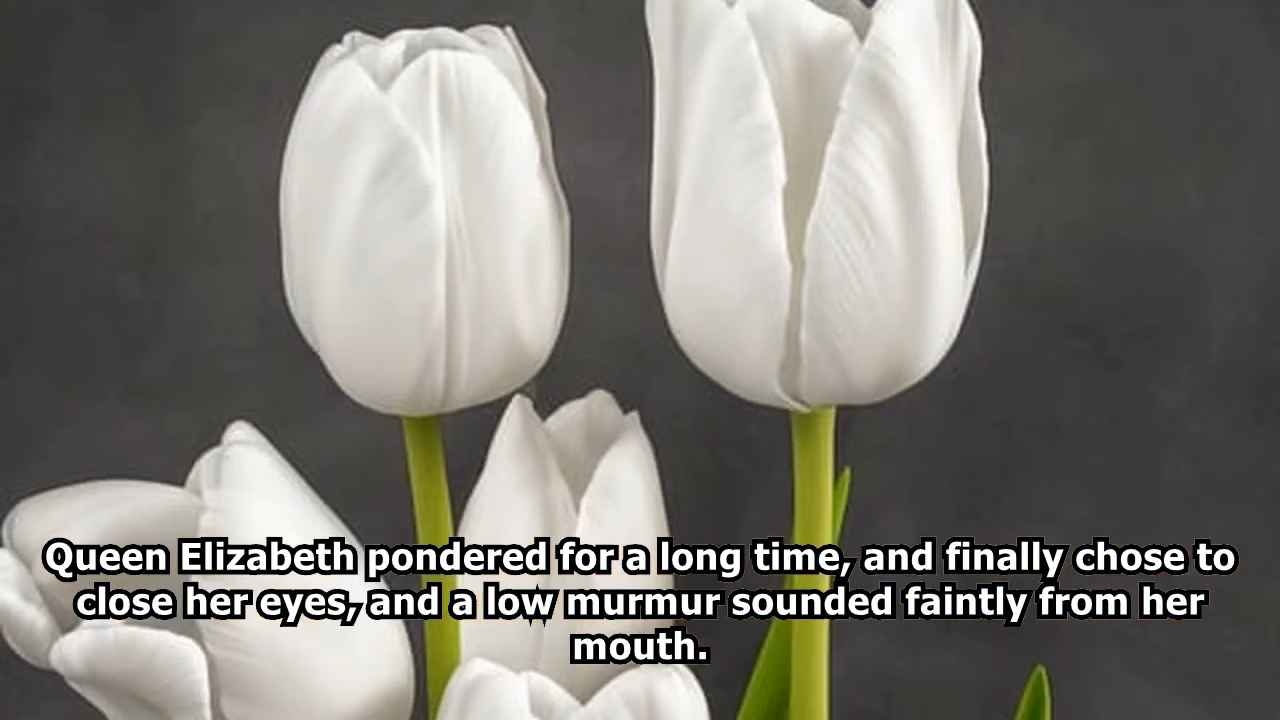 Queen Elizabeth pondered for a long time, and finally chose to
close her eyes, and a low murmur sounded faintly from her
mouth.